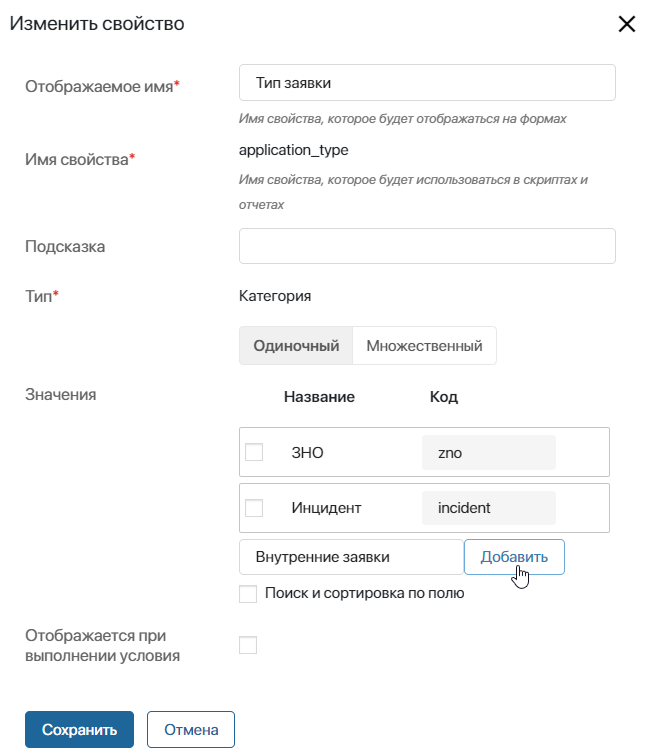 Изменить свойство
Отображаемое имя*
Тип заявки
Имя свойства, которое будет отображаться на формах
Имя свойства*
application_type
Имя свойства, которое будет использоваться в скриптах и
отчетах
Подсказка
Тип*
Категория
Одиночный Множественный
Значения
Название Код
ЗНО zno
Инцидент incident
Внутренние заявки Добавить
Поиск и сортировка по полю
Отображается при
выполнении условия
Сохранить Отмена